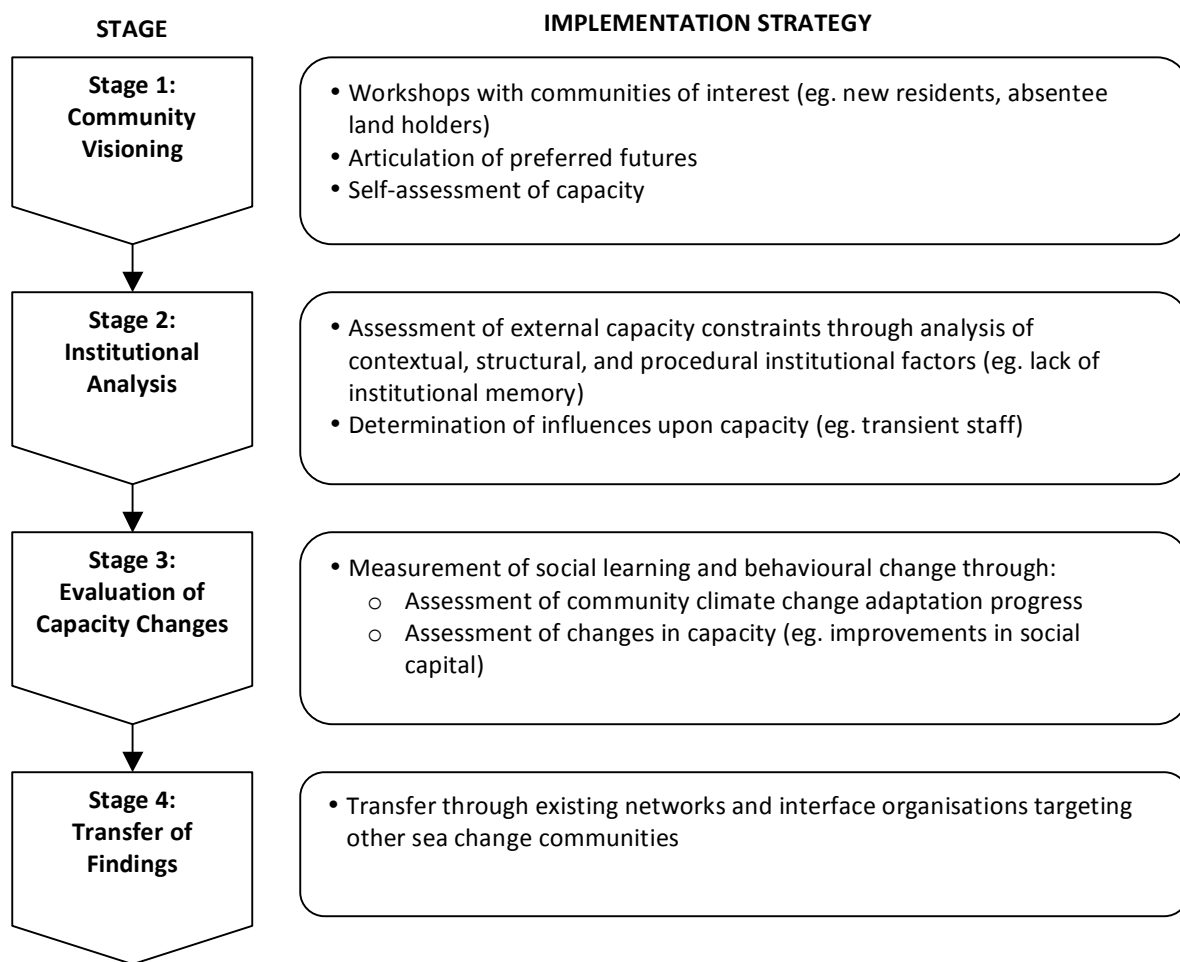 STAGE
IMPLEMENTATION STRATEGY
Stage 1:
Community
Visioning
• Workshops with communities of interest (eg. new residents, absentee
land holders)
• Articulation of preferred futures
• Self-assessment of capacity
Stage 2:
Institutional
Analysis
• Assessment of external capacity constraints through analysis of
contextual, structural, and procedural institutional factors (eg. lack of
institutional memory)
• Determination of influences upon capacity (eg. transient staff)
Stage 3:
Evaluation of
Capacity Changes
• Measurement of social learning and behavioural change through:
o Assessment of community climate change adaptation progress
o Assessment of changes in capacity (eg. improvements in social
capital)
Stage 4:
Transfer of
Findings
• Transfer through existing networks and interface organisations targeting
other sea change communities